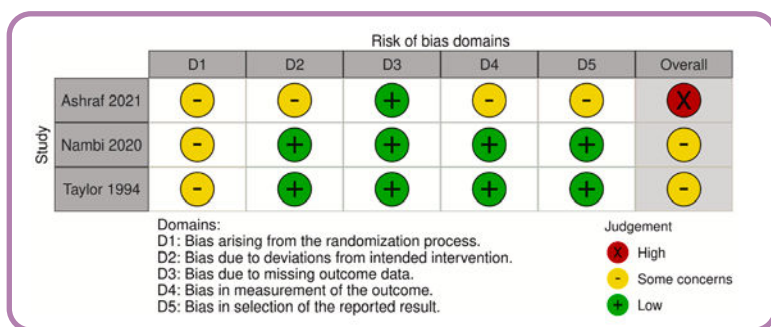 Risk of bias domains
D1 D2 D3 D4 D5 Overall
Study
Ashraf 2021 - - + - - X
Nambi 2020 - + + + + -
Taylor 1994 - + + + + -
Domains:
D1: Bias arising from the randomization process.
D2: Bias due to deviations from intended intervention.
D3: Bias due to missing outcome data.
D4: Bias in measurement of the outcome.
D5: Bias in selection of the reported result.
Judgement
X High
- Some concerns
+ Low